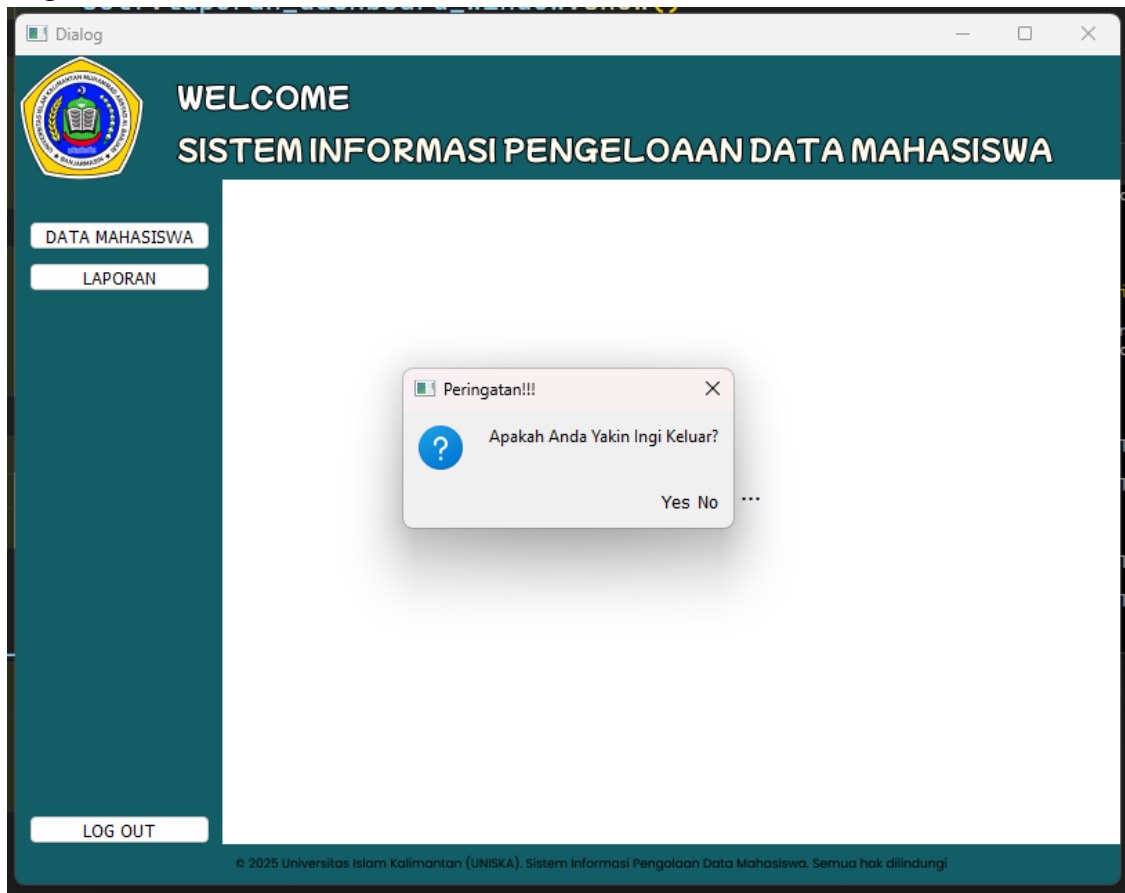 Dialog
WELCOME
SISTEM INFORMASI PENGELOAAN DATA MAHASISWA
DATA MAHASISWA
LAPORAN
Peringatan!!!
Apakah Anda Yakin Ingi Keluar?
Yes No
...
LOG OUT
© 2025 Universitas Islam Kalimantan (UNISKA). Sistem Informasi Pengolaan Data Mahasiswa. Semua hak dilindungi